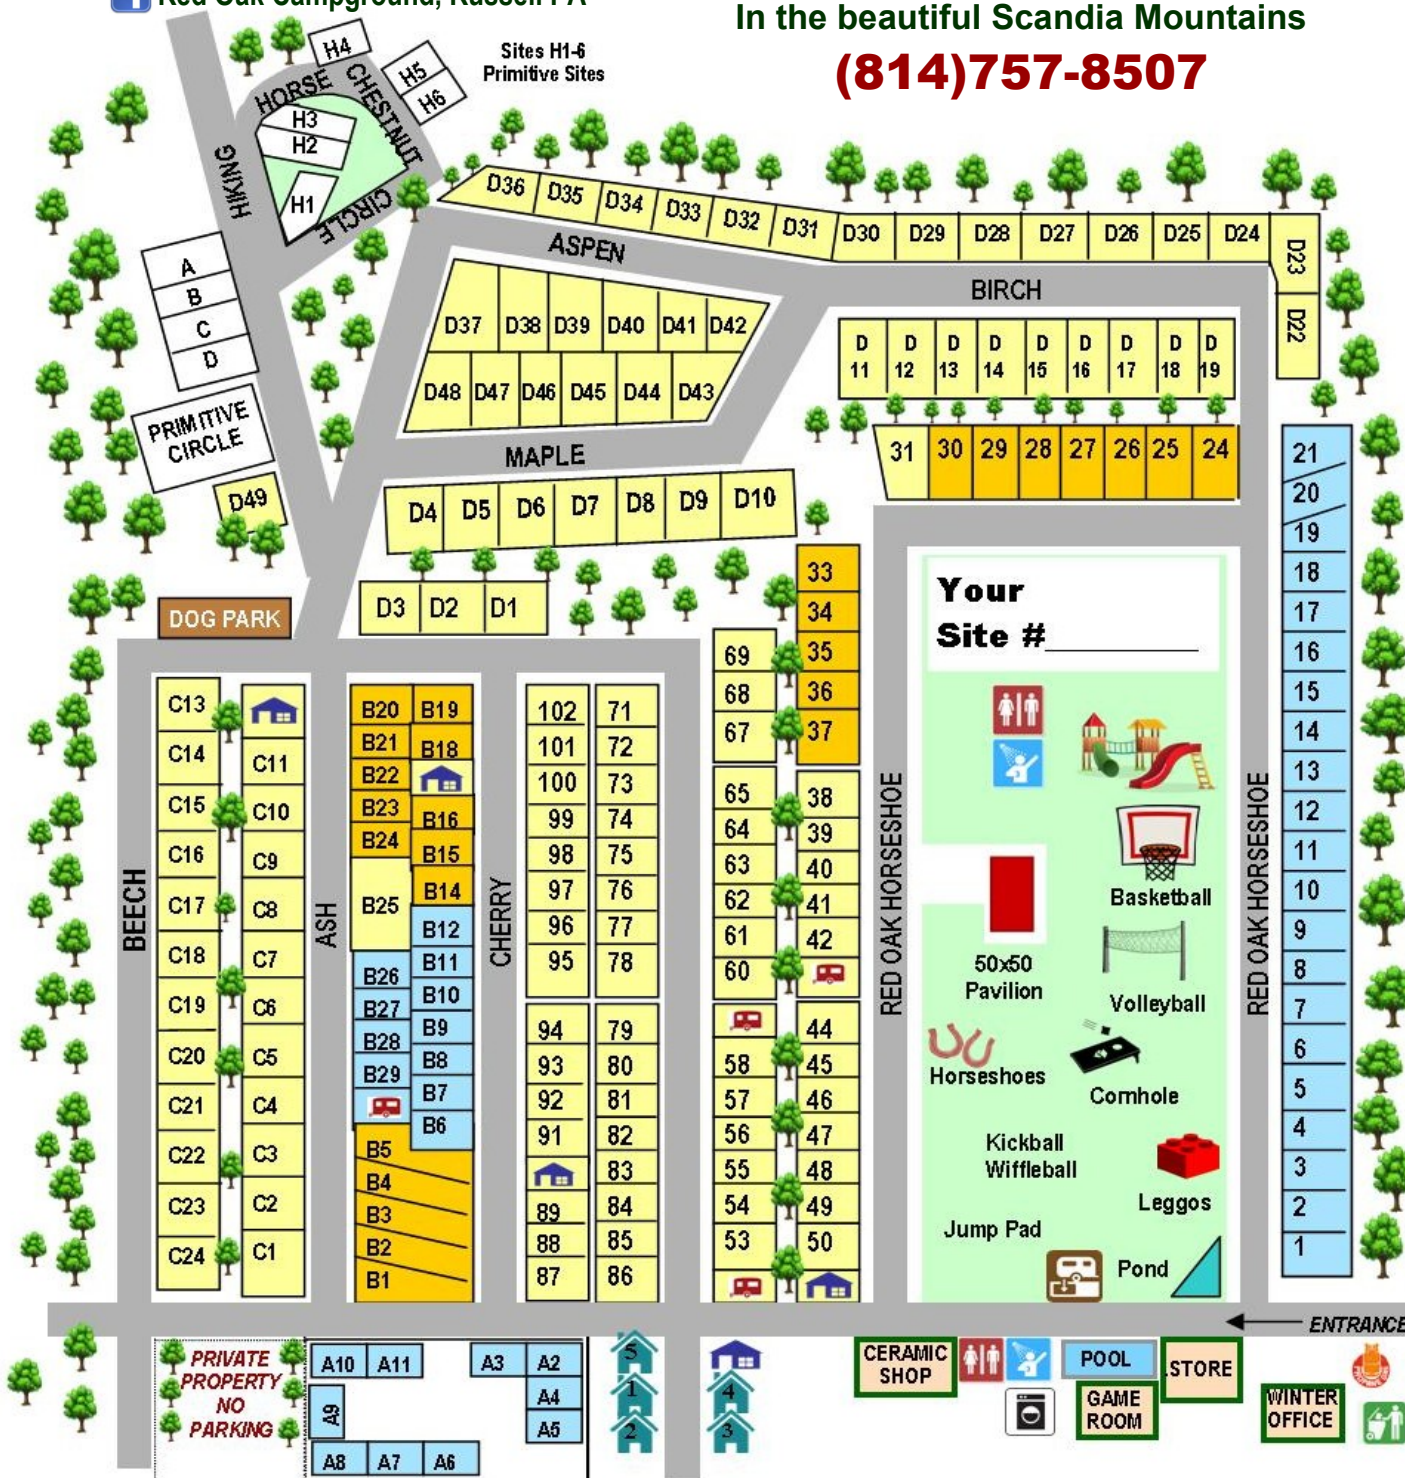 Red Oak Campground, Russell PA
In the beautiful Scandia Mountains
(814)757-8507
Sites H1-6
Primitive Sites
H4
H5
H6
HORSE
CHESTNUT
CIRCLE
H3
H2
H1
HIKING
A
B
C
D
PRIMITIVE
CIRCLE
D49
D36
D35
D34
D33
D32
D31
D30
D29
D28
D27
D26
D25
D24
D23
D22
ASPEN
BIRCH
D37
D38
D39
D40
D41
D42
D48
D47
D46
D45
D44
D43
D
11
D
12
D
13
D
14
D
15
D
16
D
17
D
18
D
19
MAPLE
31
30
29
28
27
26
25
24
D4
D5
D6
D7
D8
D9
D10
D3
D2
D1
DOG PARK
21
20
19
18
17
16
15
14
13
12
11
10
9
8
7
6
5
4
3
2
1
33
34
35
36
37
38
39
40
41
42
44
45
46
47
48
49
50
69
68
67
65
64
63
62
61
60
58
57
56
55
54
53
Your
Site #__________
RED OAK HORSESHOE
RED OAK HORSESHOE
Basketball
50x50
Pavilion
Volleyball
Horseshoes
Cornhole
Kickball
Wiffleball
Leggos
Jump Pad
Pond
BEECH
C13
C14
C15
C16
C17
C18
C19
C20
C21
C22
C23
C24
C11
C10
C9
C8
C7
C6
C5
C4
C3
C2
C1
ASH
B20
B21
B22
B23
B24
B25
B26
B27
B28
B29
B19
B18
B16
B15
B14
B12
B11
B10
B9
B8
B7
B6
B5
B4
B3
B2
B1
CHERRY
102
101
100
99
98
97
96
95
94
93
92
91
89
88
87
71
72
73
74
75
76
77
78
79
80
81
82
83
84
85
86
ENTRANCE
PRIVATE
PROPERTY
NO
PARKING
A10
A11
A3
A2
A4
A5
A9
A8
A7
A6
5
1
2
4
3
CERAMIC
SHOP
POOL
GAME
ROOM
STORE
WINTER
OFFICE